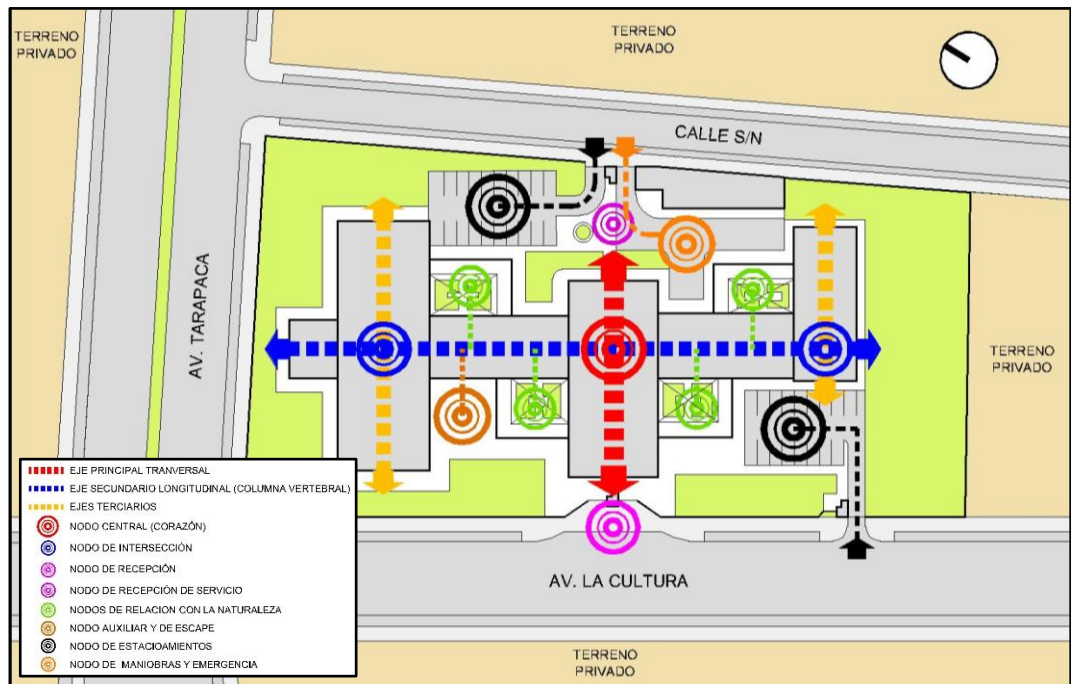 TERRENO
PRIVADO
TERRENO
PRIVADO
CALLE S/N
AV. TARAPACA
TERRENO
PRIVADO
AV. LA CULTURA
TERRENO
PRIVADO
EJE PRINCIPAL TRANVERSAL
EJE SECUNDARIO LONGITUDINAL (COLUMNA VERTEBRAL)
EJES TERCIARIOS
NODO CENTRAL (CORAZÓN)
NODO DE INTERSECCIÓN
NODO DE RECEPCIÓN
NODO DE RECEPCIÓN DE SERVICIO
NODOS DE RELACION CON LA NATURALEZA
NODO AUXILIAR Y DE ESCAPE
NODO DE ESTACIOAMIENTOS
NODO DE MANIOBRAS Y EMERGENCIA